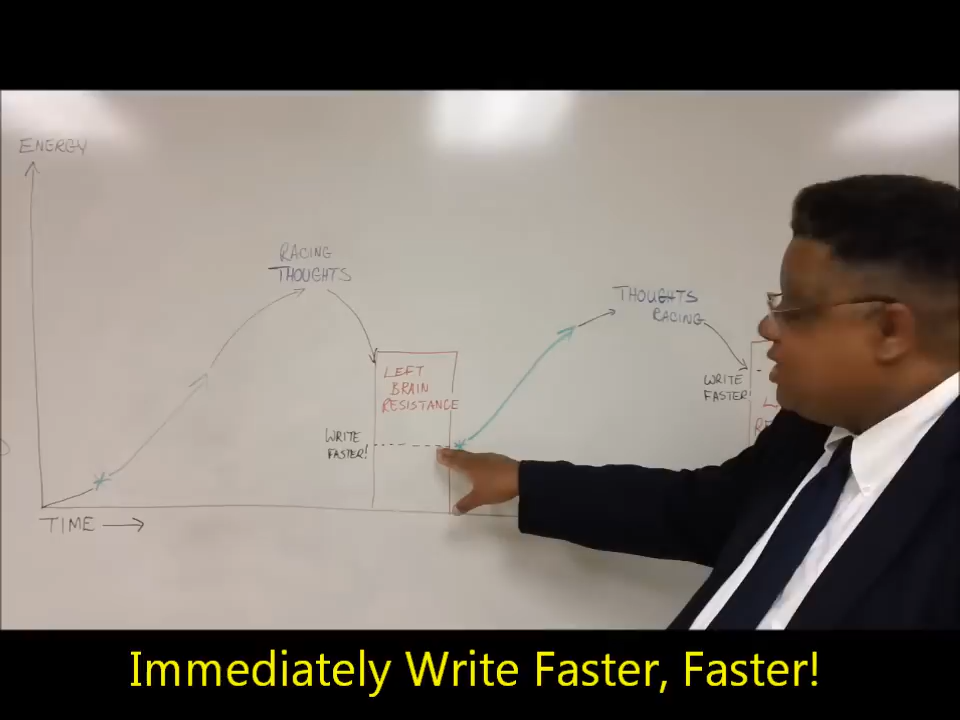 ENERGY
RACING
THOUGHTS
THOUGHTS
RACING
LEFT
BRAIN
RESISTANCE
WRITE
FASTER!
WRITE
FASTER!
TIME
Immediately Write Faster, Faster!